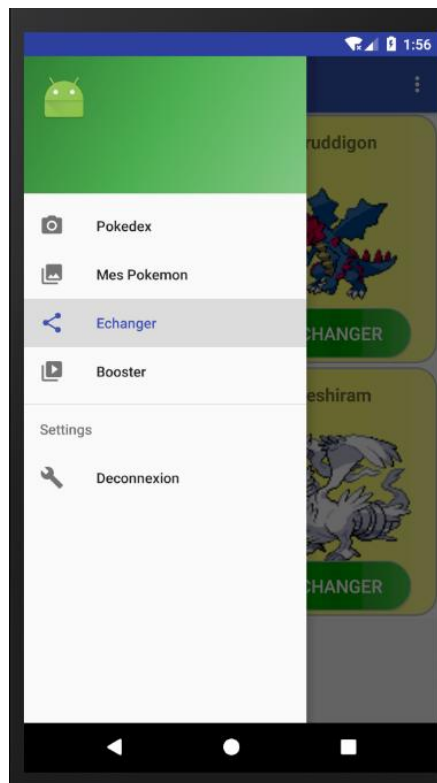 1:56
ruddigon
Pokedex
Mes Pokemon
Echanger
CHANGER
Booster
eshiram
Settings
Deconnexion
CHANGER